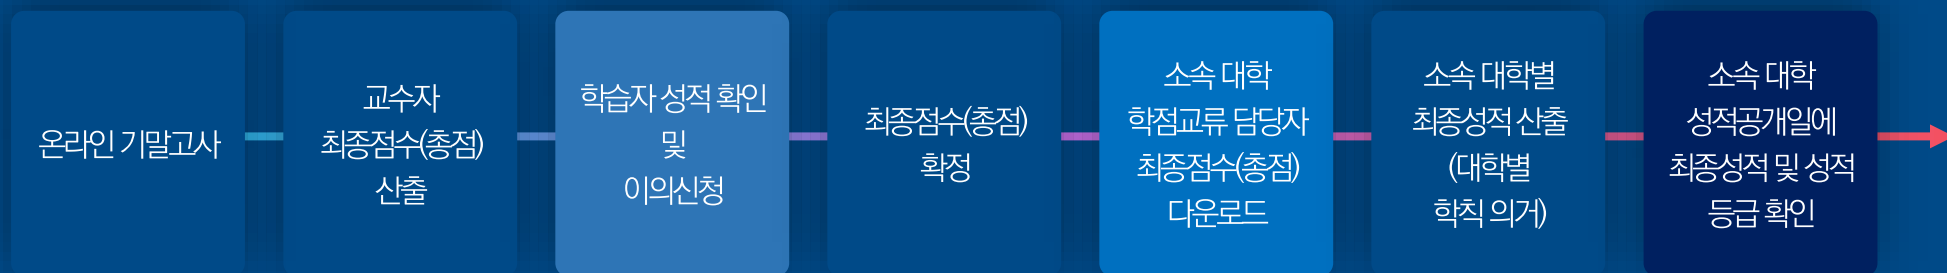 온라인 기말고사
교수자
최종점수(총점)
산출
학습자 성적 확인
및
이의신청
최종점수(총점)
확정
소속 대학
학점교류 담당자
최종점수(총점)
다운로드
소속 대학별
최종성적 산출
(대학별
학칙 의거)
소속 대학
성적공개일에
최종성적 및 성적
등급 확인